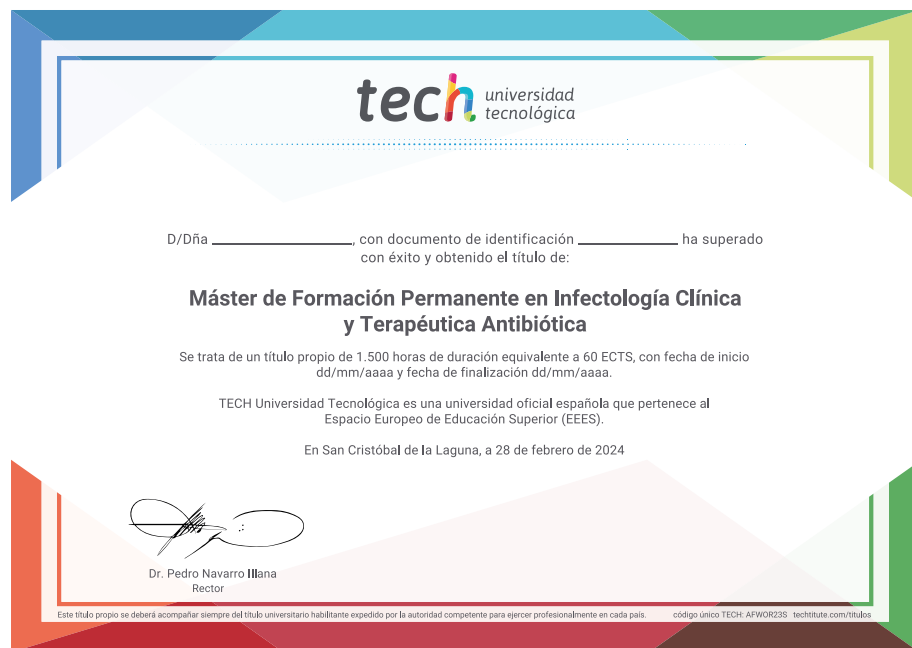 tech universidad
tecnológica
D/Dña ____________, con documento de identificación ____________ ha superado
con éxito y obtenido el título de:
Máster de Formación Permanente en Infectología Clínica
y Terapéutica Antibiótica
Se trata de un título propio de 1.500 horas de duración equivalente a 60 ECTS, con fecha de inicio
dd/mm/aaaa y fecha de finalización dd/mm/aaaa.
TECH Universidad Tecnológica es una universidad oficial española que pertenece al
Espacio Europeo de Educación Superior (EEES).
En San Cristóbal de la Laguna, a 28 de febrero de 2024
Dr. Pedro Navarro Illana
Rector
Este título propio se deberá acompañar siempre del título universitario habilitante expedido por la autoridad competente para ejercer profesionalmente en cada país. código único TECH: AFWOR23S techtitute.com/titulos